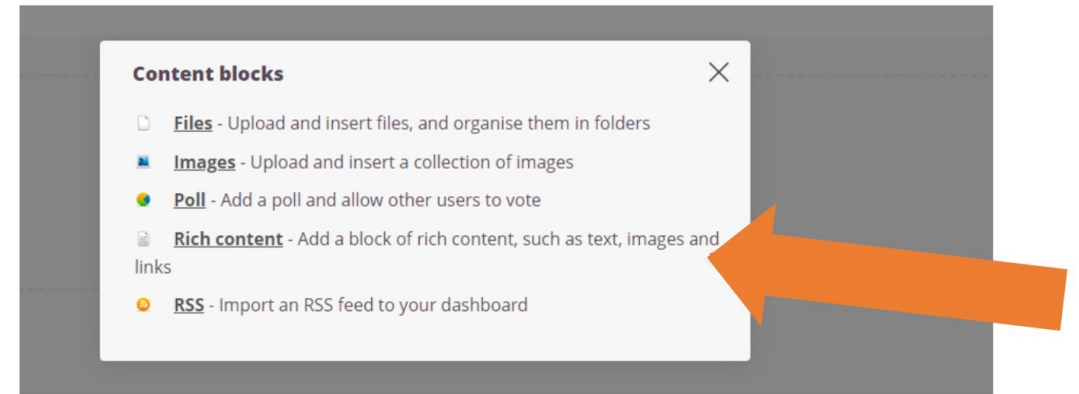 Content blocks
Files - Upload and insert files, and organise them in folders
Images - Upload and insert a collection of images
Poll - Add a poll and allow other users to vote
Rich content - Add a block of rich content, such as text, images and
links
RSS - Import an RSS feed to your dashboard